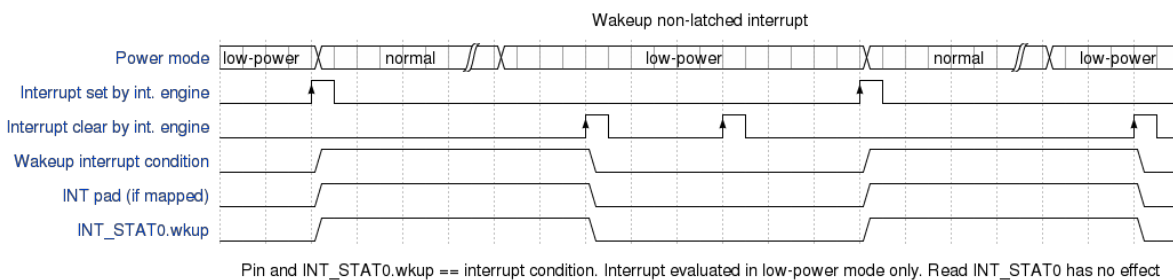 Wakeup non-latched interrupt
Power mode low-power normal low-power normal low-power
Interrupt set by int. engine
Interrupt clear by int. engine
Wakeup interrupt condition
INT pad (if mapped)
INT_STAT0.wkup
Pin and INT_STAT0.wkup == interrupt condition. Interrupt evaluated in low-power mode only. Read INT_STAT0 has no effect